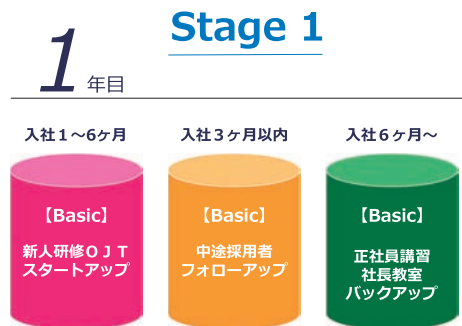 Stage 1
1年目
入社1～6ヶ月
入社3ヶ月以内
入社6ヶ月～
【Basic】
新人研修OJT
スタートアップ
【Basic】
中途採用者
フォローアップ
【Basic】
正社員講習
社長教室
バックアップ